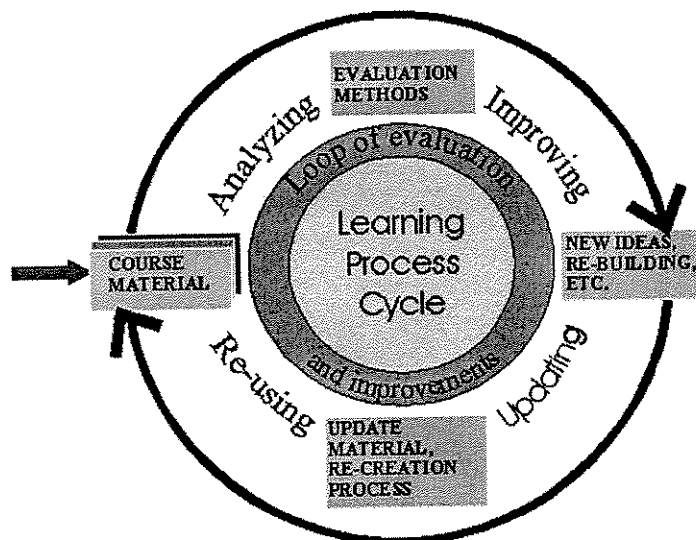 EVALUATION
METHODS
Analyzing
Improving
Loop of evaluation
Learning
Process
Cycle
COURSE
MATERIAL
NEW IDEAS,
RE-BUILDING,
ETC.
and improvements
Re-using
Updating
UPDATE
MATERIAL,
RE-CREATION
PROCESS